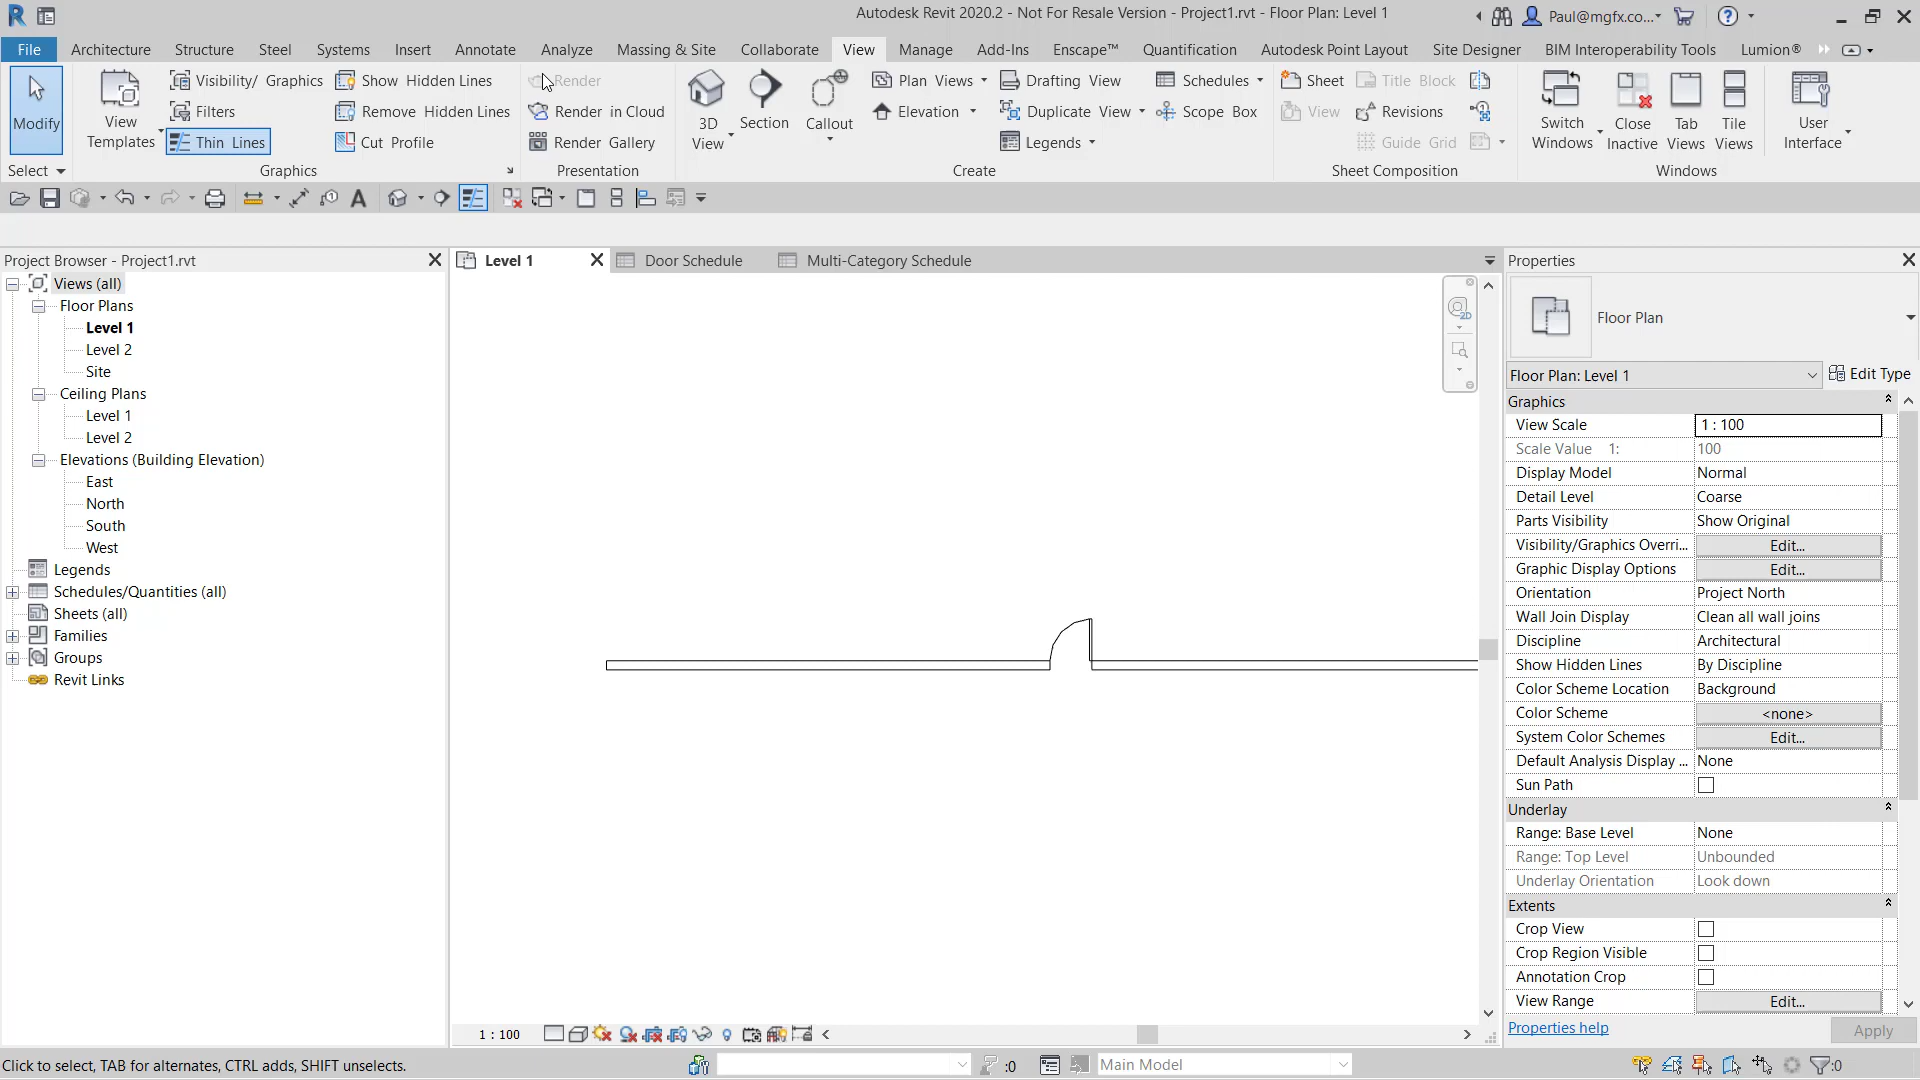 Autodesk Revit 2020.2 - Not For Resale Version - Project1.rvt - Floor Plan: Level 1
Paul@mgfx.co...
File Architecture Structure Steel Systems Insert Annotate Analyze Massing & Site Collaborate View Manage Add-Ins Enscape™ Quantification Autodesk Point Layout Site Designer BIM Interoperability Tools Lumion®
Modify
View
Templates
Visibility/ Graphics
Filters
Thin Lines
Show Hidden Lines
Remove Hidden Lines
Cut Profile
Render
Render in Cloud
Render Gallery
3D
View
Section
Callout
Plan Views
Elevation
Drafting View
Duplicate View
Legends
Schedules
Scope Box
Sheet
View
Title Block
Revisions
Guide Grid
Switch
Windows
Close
Inactive
Tab
Views
Tile
Views
User
Interface
Select Graphics Presentation Create Sheet Composition Windows
A
Project Browser - Project1.rvt
Views (all)
Floor Plans
Level 1
Level 2
Site
Ceiling Plans
Level 1
Level 2
Elevations (Building Elevation)
East
North
South
West
Legends
Schedules/Quantities (all)
Sheets (all)
Families
Groups
Revit Links
Level 1 Door Schedule Multi-Category Schedule
2D
Properties
Floor Plan
Floor Plan: Level 1 Edit Type
Graphics
View Scale 1 : 100
Scale Value 1: 100
Display Model Normal
Detail Level Coarse
Parts Visibility Show Original
Visibility/Graphics Overri... Edit...
Graphic Display Options Edit...
Orientation Project North
Wall Join Display Clean all wall joins
Discipline Architectural
Show Hidden Lines By Discipline
Color Scheme Location Background
Color Scheme <none>
System Color Schemes Edit...
Default Analysis Display ... None
Sun Path
Underlay
Range: Base Level None
Range: Top Level Unbounded
Underlay Orientation Look down
Extents
Crop View
Crop Region Visible
Annotation Crop
View Range Edit...
Properties help Apply
1 : 100
Click to select, TAB for alternates, CTRL adds, SHIFT unselects.
:0
Main Model
:0